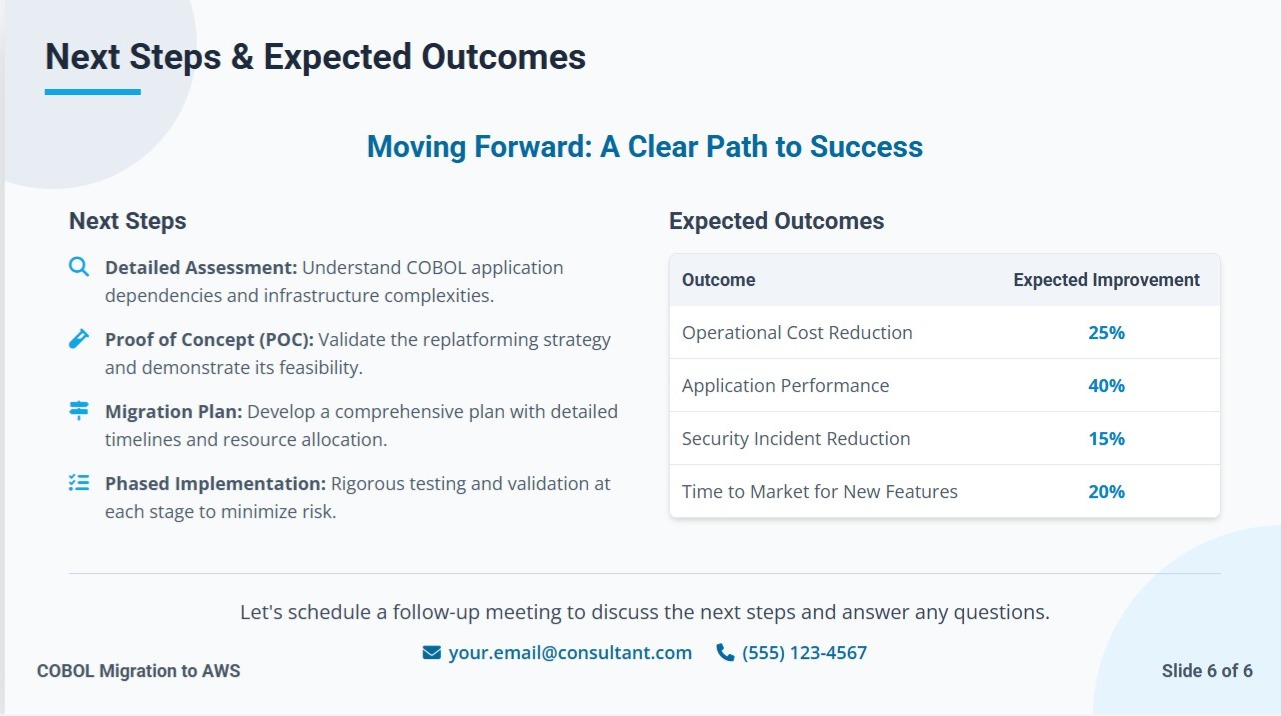 Next Steps & Expected Outcomes
Moving Forward: A Clear Path to Success
Next Steps
Detailed Assessment: Understand COBOL application
dependencies and infrastructure complexities.
Proof of Concept (POC): Validate the replatforming strategy
and demonstrate its feasibility.
Migration Plan: Develop a comprehensive plan with detailed
timelines and resource allocation.
Phased Implementation: Rigorous testing and validation at
each stage to minimize risk.
Expected Outcomes
Outcome Expected Improvement
Operational Cost Reduction 25%
Application Performance 40%
Security Incident Reduction 15%
Time to Market for New Features 20%
Let's schedule a follow-up meeting to discuss the next steps and answer any questions.
your.email@consultant.com (555) 123-4567
COBOL Migration to AWS
Slide 6 of 6